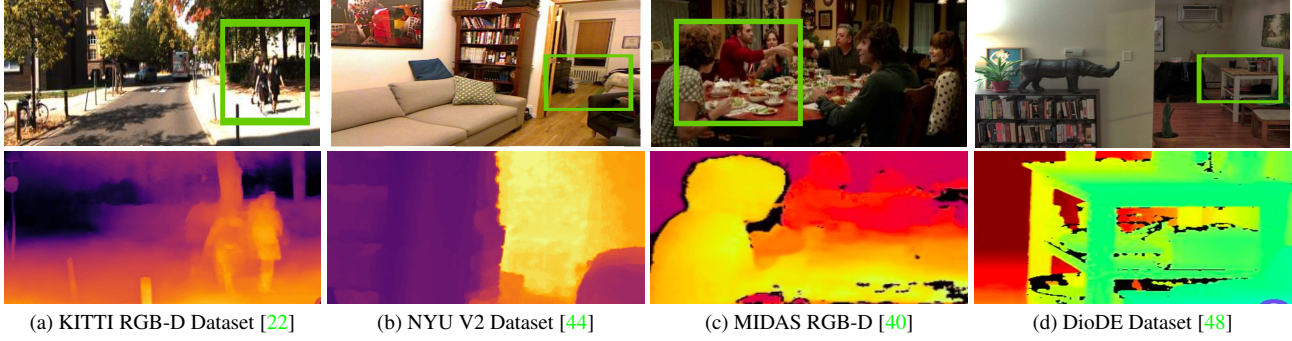 (a) KITTI RGB-D Dataset [22]
(b) NYU V2 Dataset [44]
(c) MIDAS RGB-D [40]
(d) DioDE Dataset [48]